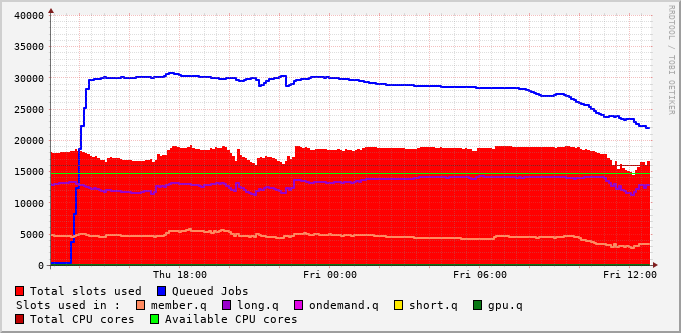 40000
35000
30000
25000
20000
15000
10000
5000
0
Thu 18:00 Fri 00:00 Fri 06:00 Fri 12:00
RRDTOOL / TOBI OETIKER
Total slots used Queued Jobs
Slots used in : member.q long.q ondemand.q short.q gpu.q
Total CPU cores Available CPU cores